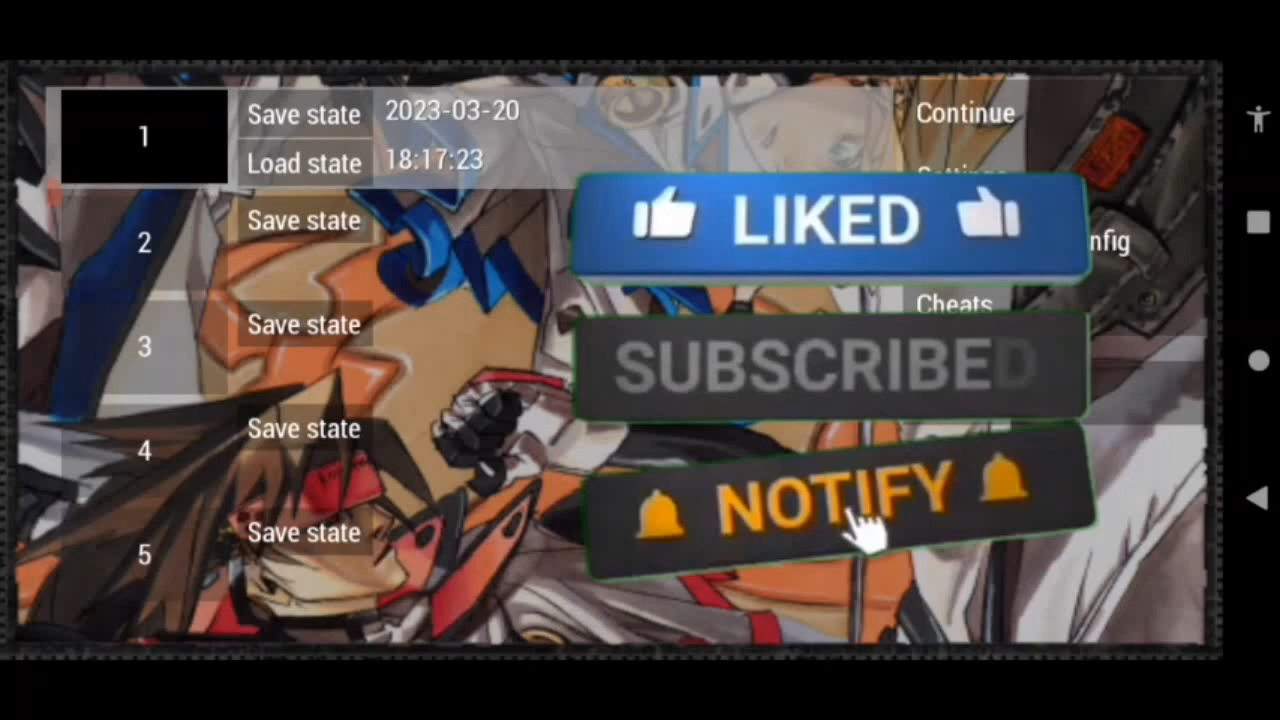 1
Save state
2023-03-20
Continue
Load state
18:17:23
Settings
2
Save state
LIKED
nfig
3
Save state
Cheats
SUBSCRIBED
4
Save state
NOTIFY
5
Save state